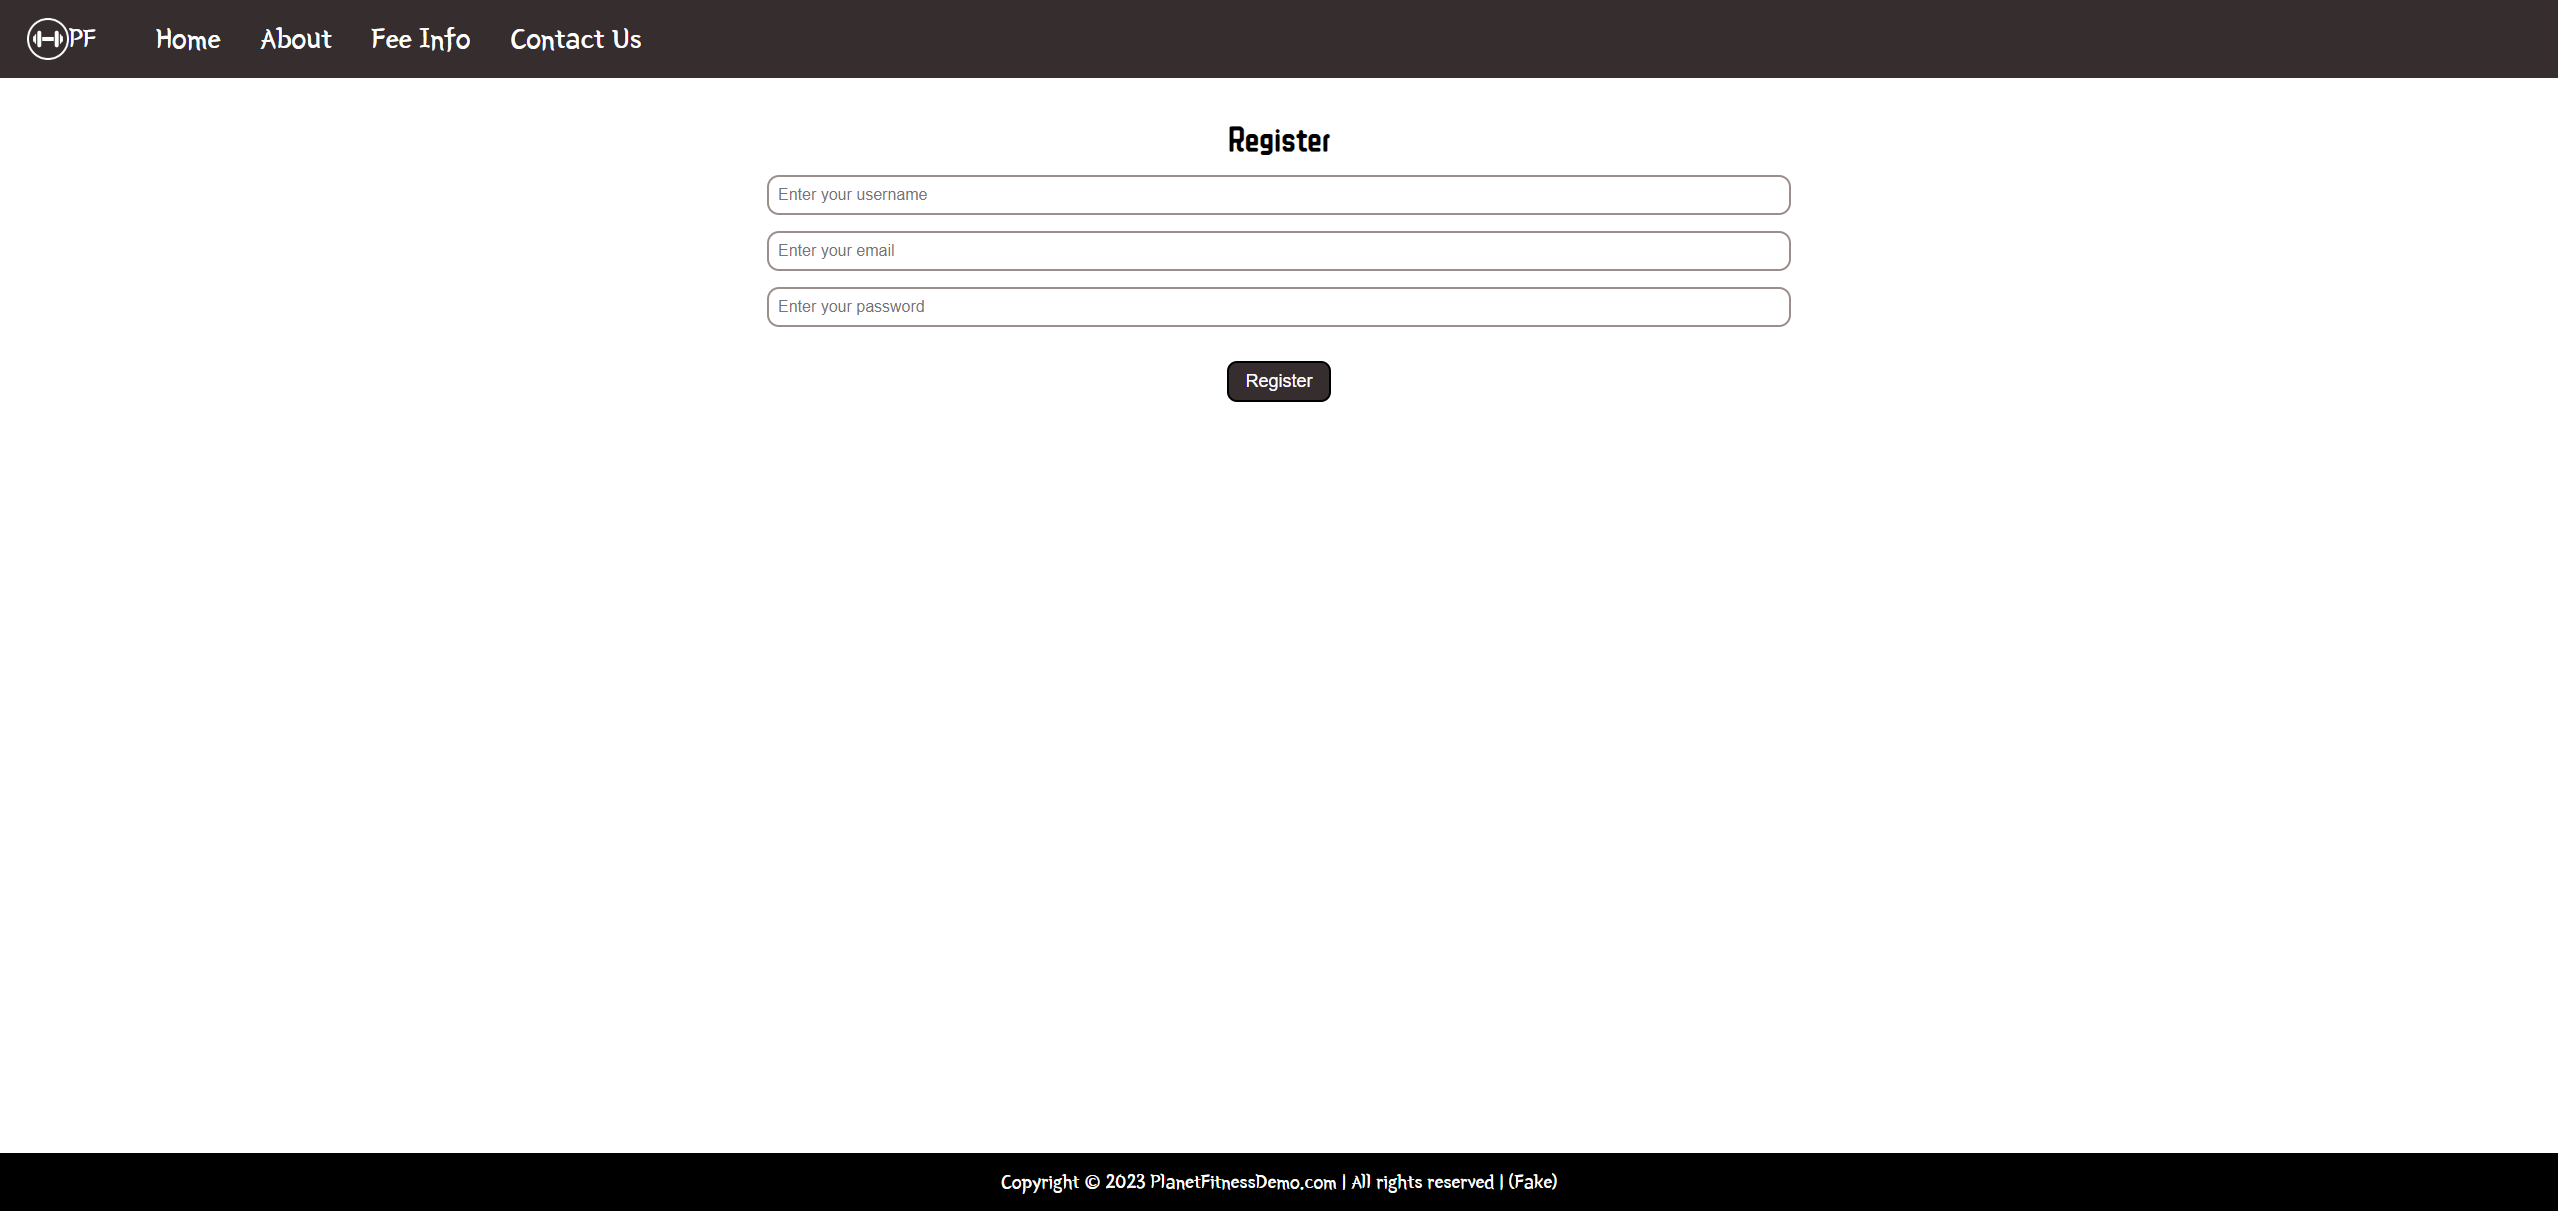 PF Home About Fee Info Contact Us
Register
Enter your username
Enter your email
Enter your password
Register
Copyright © 2023 PlanetFitnessDemo.com | All rights reserved | (Fake)